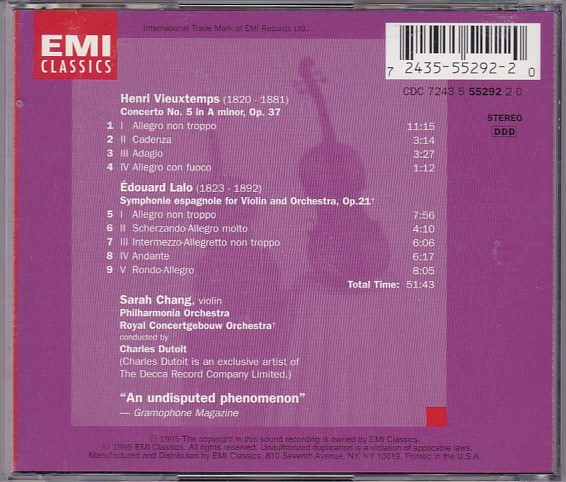 EMI
CLASSICS
International Trade Mark of EMI Records Ltd.
7 2435-55292-2 0
CDC 7243 5 55292 2 0
STEREO
DDD
Henri Vieuxtemps (1820 - 1881)
Concerto No. 5 in A minor, Op. 37
1 I Allegro non troppo 11:15
2 II Cadenza 3:14
3 III Adagio 3:27
4 IV Allegro con fuoco 1:12
Édouard Lalo (1823 - 1892)
Symphonie espagnole for Violin and Orchestra, Op.21†
5 I Allegro non troppo 7:56
6 II Scherzando-Allegro molto 4:10
7 III Intermezzo-Allegretto non troppo 6:06
8 IV Andante 6:17
9 V Rondo-Allegro 8:05
Total Time: 51:43
Sarah Chang, violin
Philharmonia Orchestra
Royal Concertgebouw Orchestra†
conducted by
Charles Dutoit
(Charles Dutoit is an exclusive artist of
The Decca Record Company Limited.)
“An undisputed phenomenon”
— Gramophone Magazine
℗ 1995 The copyright in this sound recording is owned by EMI Classics.
© 1995 EMI Classics. All rights reserved. Unauthorized duplication is a violation of applicable laws.
Manufactured and Distributed by EMI Classics, 810 Seventh Avenue, NY, NY 10019. Printed in the U.S.A.